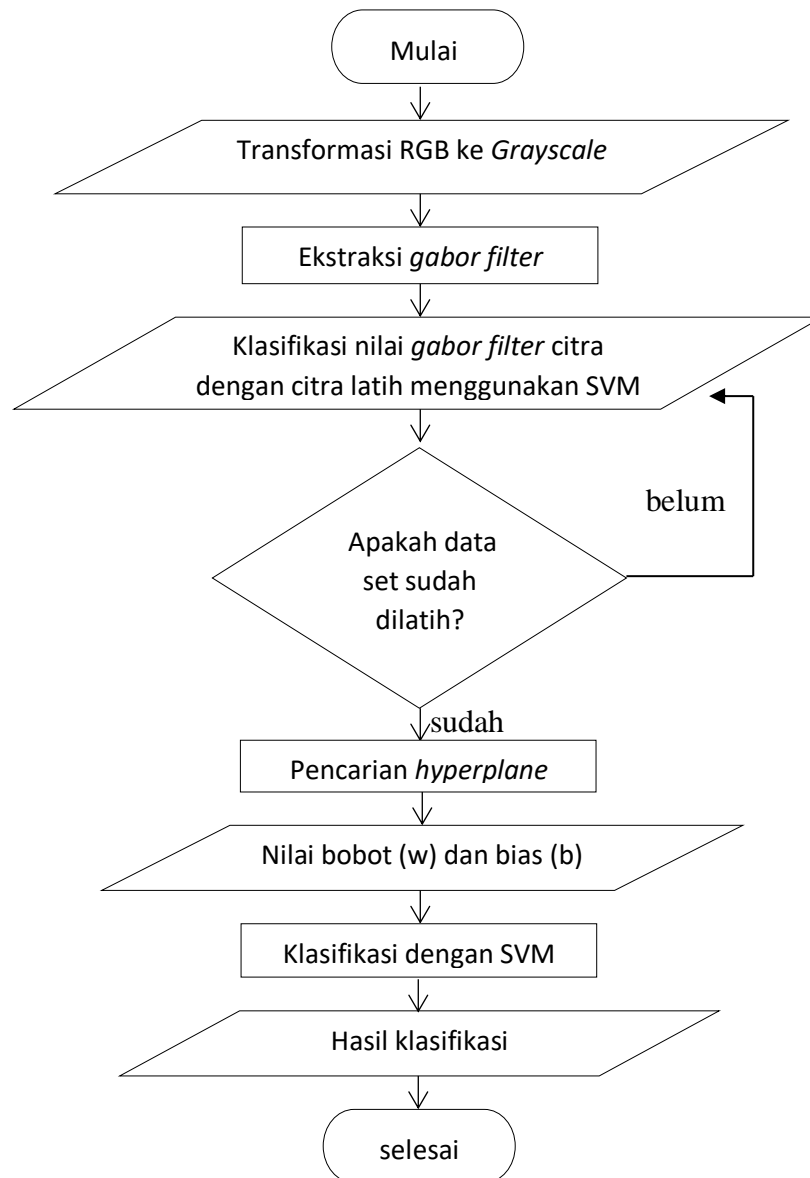 Mulai
Transformasi RGB ke Grayscale
Ekstraksi gabor filter
Klasifikasi nilai gabor filter citra
dengan citra latih menggunakan SVM
belum
Apakah data
set sudah
dilatih?
sudah
Pencarian hyperplane
Nilai bobot (w) dan bias (b)
Klasifikasi dengan SVM
Hasil klasifikasi
selesai